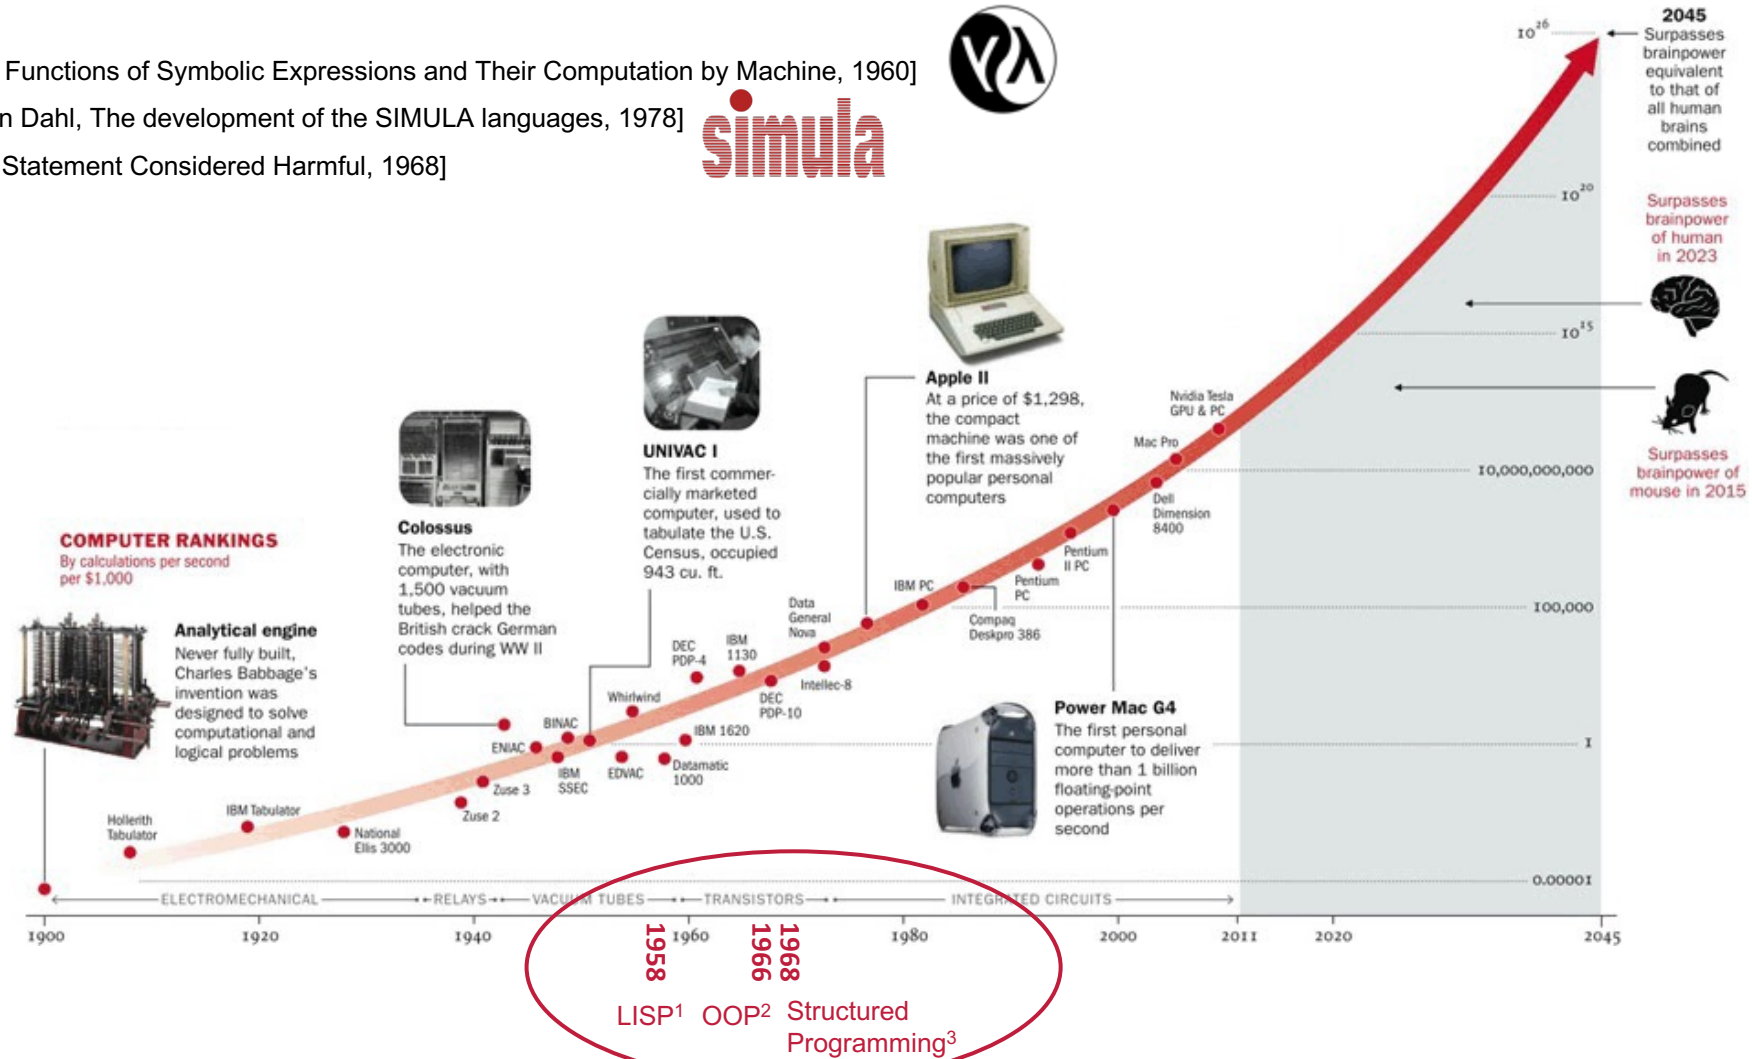 Functions of Symbolic Expressions and Their Computation by Machine, 1960]
n Dahl, The development of the SIMULA languages, 1978]
Statement Considered Harmful, 1968]
simula
YλY
2045
Surpasses
brainpower
equivalent
to that of
all human
brains
combined
10²⁶
10²⁰
Surpasses
brainpower
of human
in 2023
10¹⁵
Surpasses
brainpower of
mouse in 2015
10,000,000,000
100,000
1
0.00001
COMPUTER RANKINGS
By calculations per second
per $1,000
Analytical engine
Never fully built,
Charles Babbage's
invention was
designed to solve
computational and
logical problems
Colossus
The electronic
computer, with
1,500 vacuum
tubes, helped the
British crack German
codes during WW II
UNIVAC I
The first commer-
cially marketed
computer, used to
tabulate the U.S.
Census, occupied
943 cu. ft.
Apple II
At a price of $1,298,
the compact
machine was one of
the first massively
popular personal
computers
Power Mac G4
The first personal
computer to deliver
more than 1 billion
floating-point
operations per
second
Hollerith
Tabulator
IBM Tabulator
National
Ellis 3000
Zuse 2
Zuse 3
ENIAC
BINAC
IBM
SSEC
Whirlwind
EDVAC
Datamatic
1000
IBM 1620
DEC
PDP-4
IBM
1130
DEC
PDP-10
Data
General
Nova
Intellec-8
IBM PC
Compaq
Deskpro 386
Pentium
PC
Pentium
II PC
Dell
Dimension
8400
Mac Pro
Nvidia Tesla
GPU & PC
ELECTROMECHANICAL
RELAYS
VACUUM TUBES
TRANSISTORS
INTEGRATED CIRCUITS
1900
1920
1940
1960
1980
2000
2011
2020
2045
1958
1966
1968
LISP¹
OOP²
Structured
Programming³